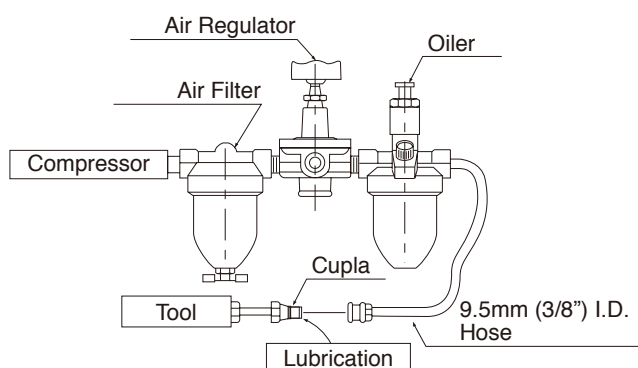 Air Regulator
Oiler
Air Filter
Compressor
Cupla
Tool
9.5mm (3/8”) I.D.
Hose
Lubrication